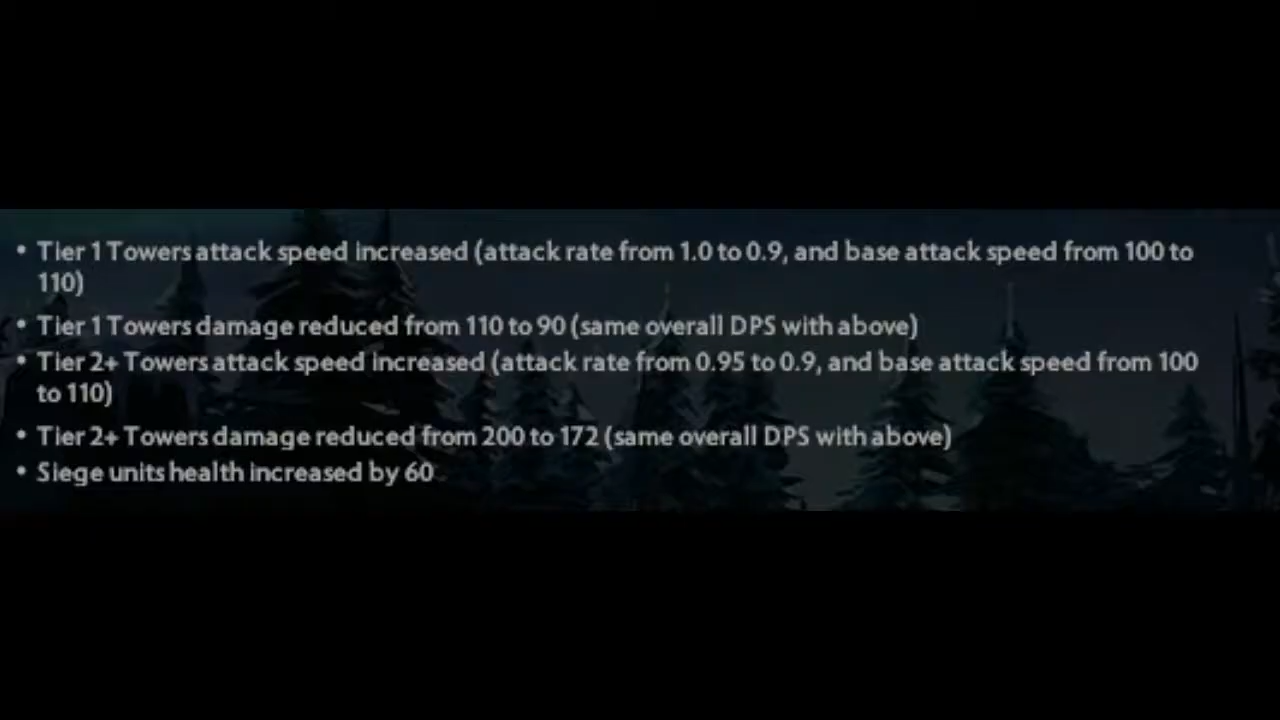 • Tier 1 Towers attack speed increased (attack rate from 1.0 to 0.9, and base attack speed from 100 to
110)
• Tier 1 Towers damage reduced from 110 to 90 (same overall DPS with above)
• Tier 2+ Towers attack speed increased (attack rate from 0.95 to 0.9, and base attack speed from 100
to 110)
• Tier 2+ Towers damage reduced from 200 to 172 (same overall DPS with above)
• Siege units health increased by 60